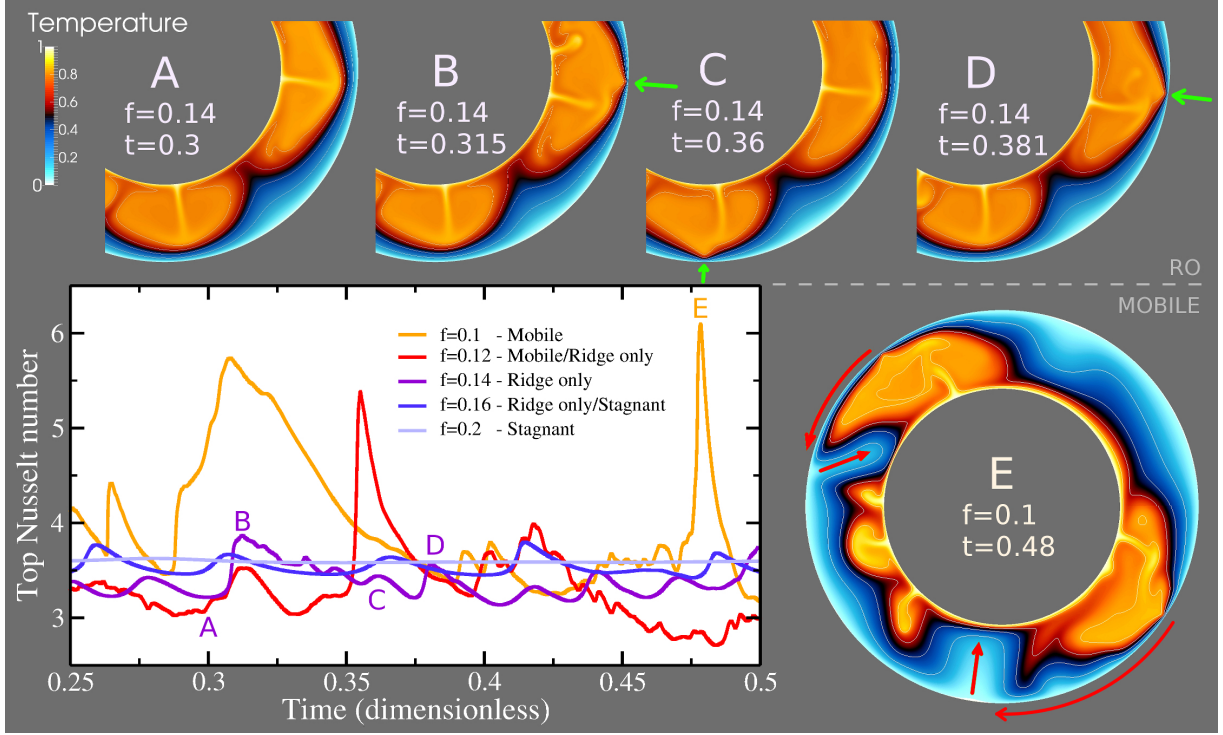 Temperature
1
0.8
0.6
0.4
0.2
0
A
f=0.14
t=0.3
B
f=0.14
t=0.315
C
f=0.14
t=0.36
D
f=0.14
t=0.381
RO
MOBILE
Top Nusselt number
6
5
4
3
E
f=0.1 - Mobile
f=0.12 - Mobile/Ridge only
f=0.14 - Ridge only
f=0.16 - Ridge only/Stagnant
f=0.2 - Stagnant
B
D
C
A
0.25
0.3
0.35
0.4
0.45
0.5
Time (dimensionless)
E
f=0.1
t=0.48